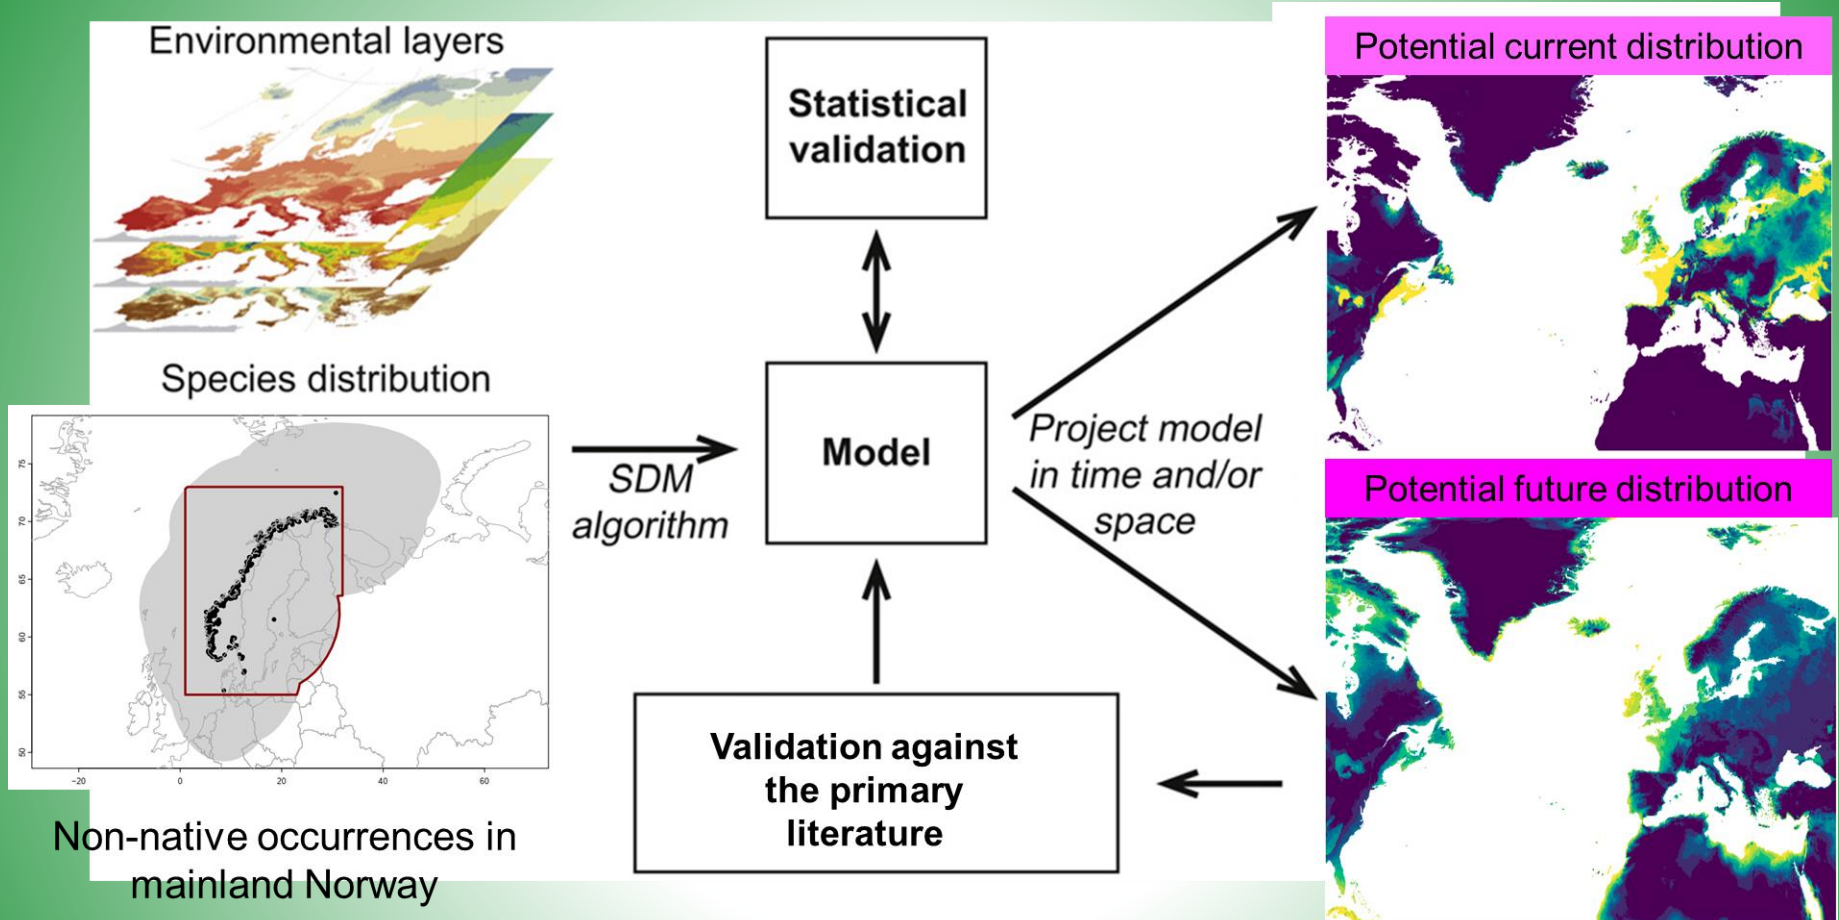 Environmental layers
Species distribution
75
70
65
60
55
50
−20
0
20
40
60
Non-native occurrences in
mainland Norway
SDM
algorithm
Statistical
validation
Model
Validation against
the primary
literature
Project model
in time and/or
space
Potential current distribution
Potential future distribution